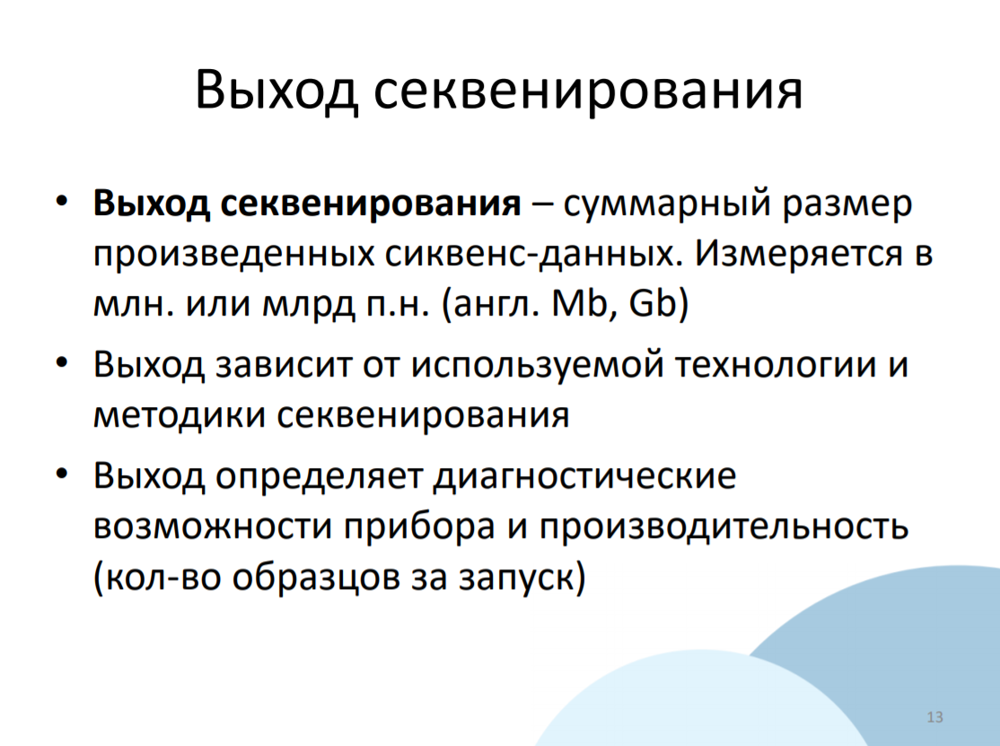 Выход секвенирования
• Выход секвенирования – суммарный размер
произведенных сиквенс-данных. Измеряется в
млн. или млрд п.н. (англ. Mb, Gb)
• Выход зависит от используемой технологии и
методики секвенирования
• Выход определяет диагностические
возможности прибора и производительность
(кол-во образцов за запуск)
13